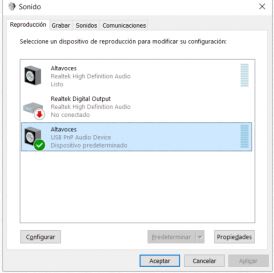 Sonido
Reproducción Grabar Sonidos Comunicaciones
Seleccione un dispositivo de reproducción para modificar su configuración:
Altavoces
Realtek High Definition Audio
Listo
Realtek Digital Output
Realtek High Definition Audio
No conectado
Altavoces
USB PnP Audio Device
Dispositivo predeterminado
Configurar Predeterminar Propiedades
Aceptar Cancelar Aplicar